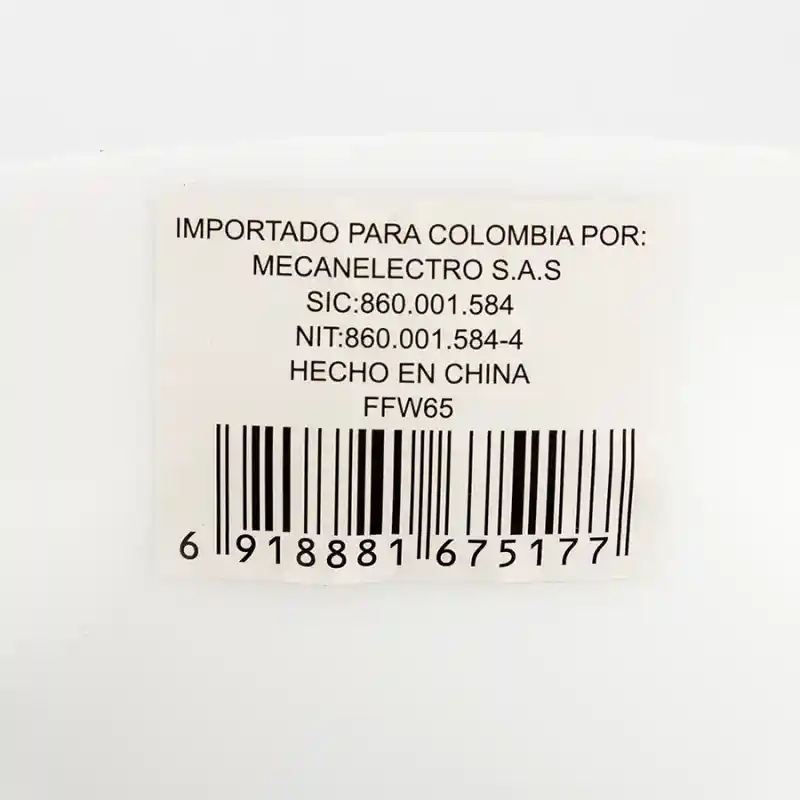 IMPORTADO PARA COLOMBIA POR:
MECANELECTRO S.A.S
SIC:860.001.584
NIT:860.001.584-4
HECHO EN CHINA
FFW65
6 918881 675177